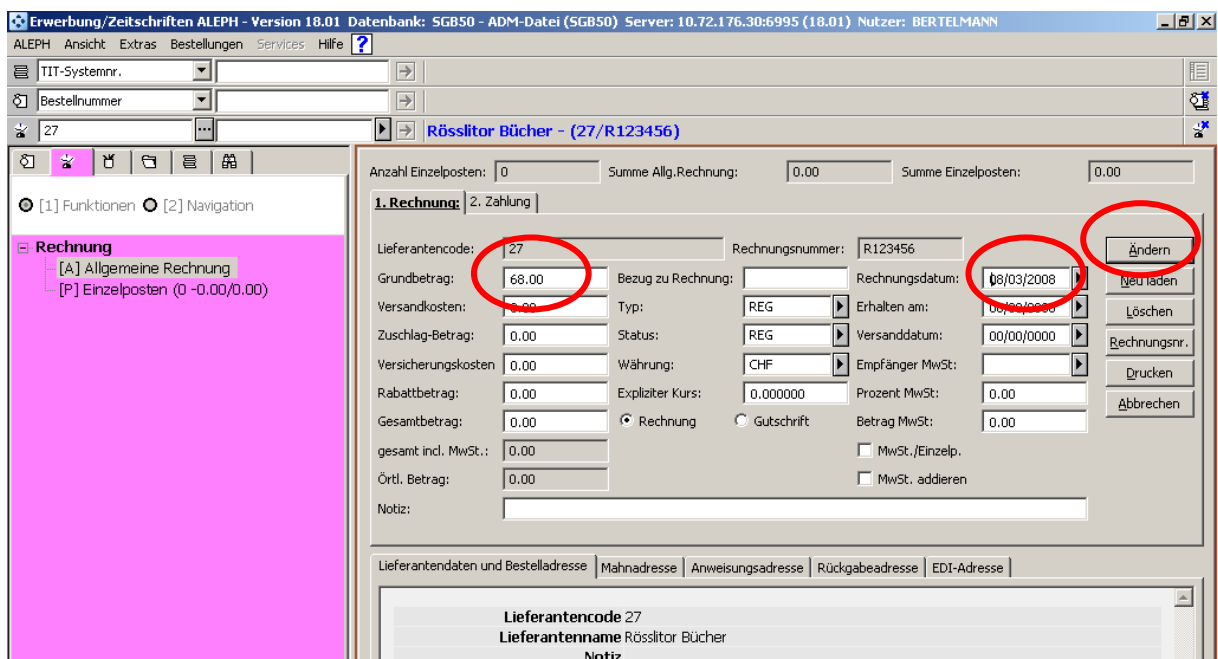 Erwerbung/Zeitschriften ALEPH - Version 18.01 Datenbank: SGB50 - ADM-Datei (SGB50) Server: 10.72.176.30:6995 (18.01) Nutzer: BERTELMANN
ALEPH Ansicht Extras Bestellungen Services Hilfe ?
TIT-Systemnr.
Bestellnummer
27 ... Rösslitor Bücher - (27/R123456)
[1] Funktionen [2] Navigation
Rechnung
[A] Allgemeine Rechnung
[P] Einzelposten (0 -0.00/0.00)
Anzahl Einzelposten: 0 Summe Allg.Rechnung: 0.00 Summe Einzelposten: 0.00
1. Rechnung: 2. Zahlung
Lieferantencode: 27 Rechnungsnummer: R123456 Ändern
Grundbetrag: 68.00 Bezug zu Rechnung: Rechnungsdatum: 08/03/2008 Neu laden
Versandkosten: 0.00 Typ: REG Erhalten am: 00/00/0000 Löschen
Zuschlag-Betrag: 0.00 Status: REG Versanddatum: 00/00/0000 Rechnungsnr.
Versicherungskosten 0.00 Währung: CHF Empfänger MwSt: Drucken
Rabattbetrag: 0.00 Expliziter Kurs: 0.000000 Prozent MwSt: 0.00 Abbrechen
Gesamtbetrag: 0.00 Rechnung Gutschrift Betrag MwSt: 0.00
gesamt incl. MwSt.: 0.00 MwSt./Einzelp.
Örtl. Betrag: 0.00 MwSt. addieren
Notiz:
Lieferantendaten und Bestelladresse Mahnadresse Anweisungsadresse Rückgabeadresse EDI-Adresse
Lieferantencode 27
Lieferantenname Rösslitor Bücher
Notiz